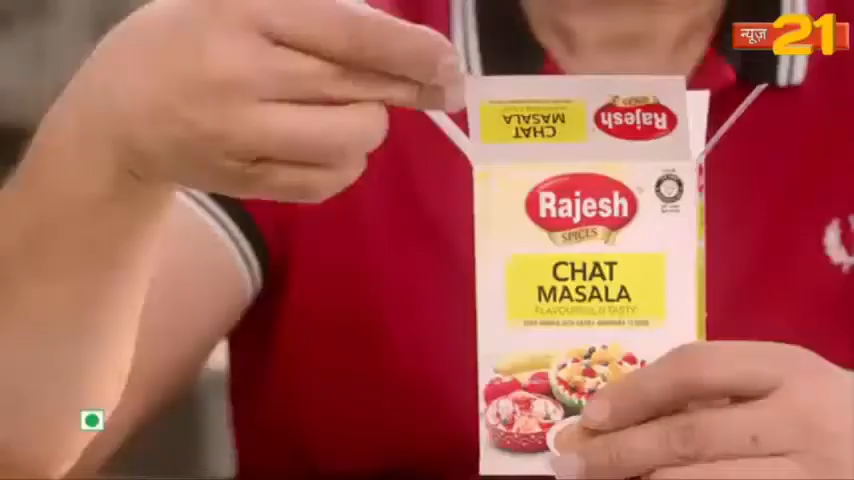 न्यूज़ 21
CHAT
MASALA
Rajesh
Rajesh
SPICES
CHAT
MASALA
FLAVOURFUL & TASTY